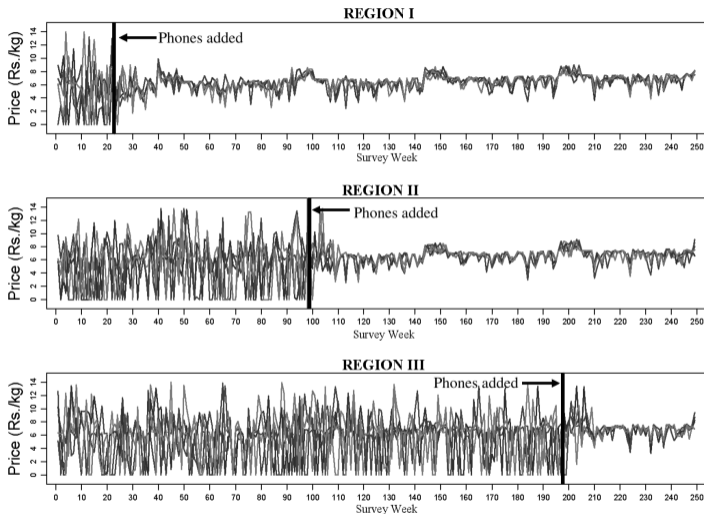 REGION I
Price (Rs./kg)
0 2 4 6 8 10 12 14
Phones added
0 10 20 30 40 50 60 70 80 90 100 110 120 130 140 150 160 170 180 190 200 210 220 230 240 250
Survey Week
REGION II
Price (Rs./kg)
0 2 4 6 8 10 12 14
Phones added
0 10 20 30 40 50 60 70 80 90 100 110 120 130 140 150 160 170 180 190 200 210 220 230 240 250
Survey Week
REGION III
Price (Rs./kg)
0 2 4 6 8 10 12 14
Phones added
0 10 20 30 40 50 60 70 80 90 100 110 120 130 140 150 160 170 180 190 200 210 220 230 240 250
Survey Week